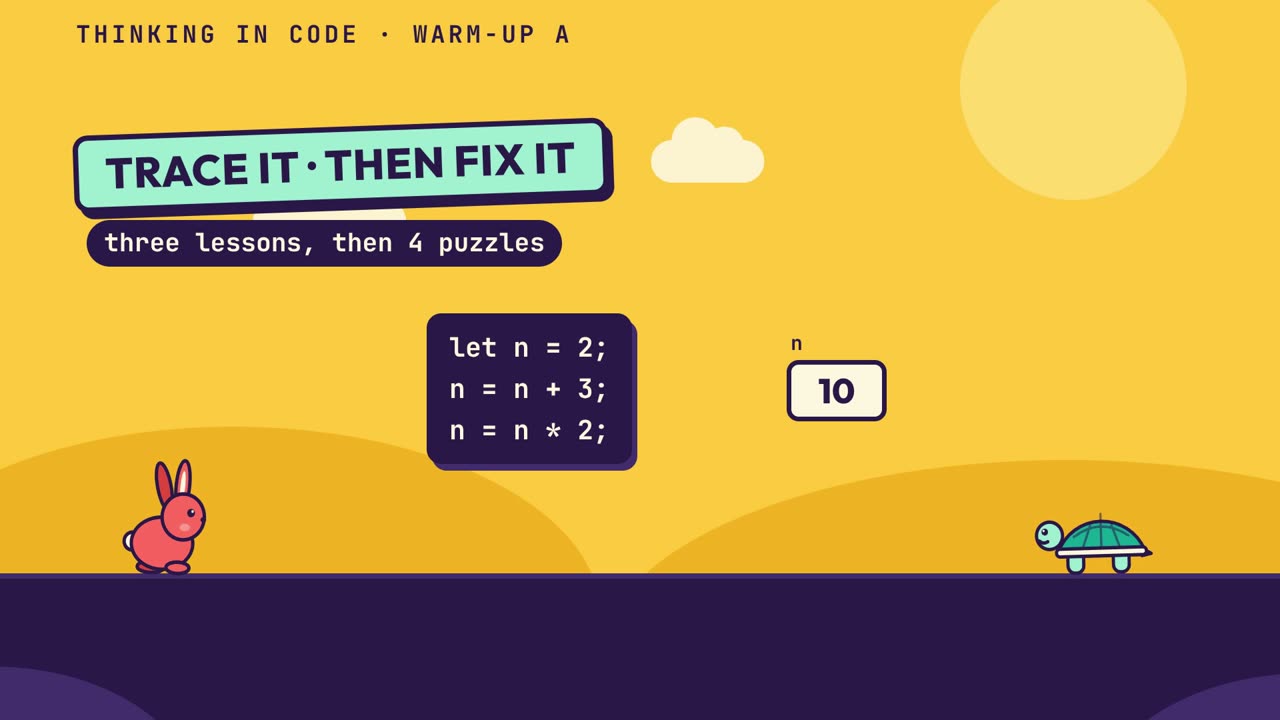 THINKING IN CODE · WARM-UP A
TRACE IT · THEN FIX IT
three lessons, then 4 puzzles
let n = 2;
n = n + 3;
n = n * 2;
n
10